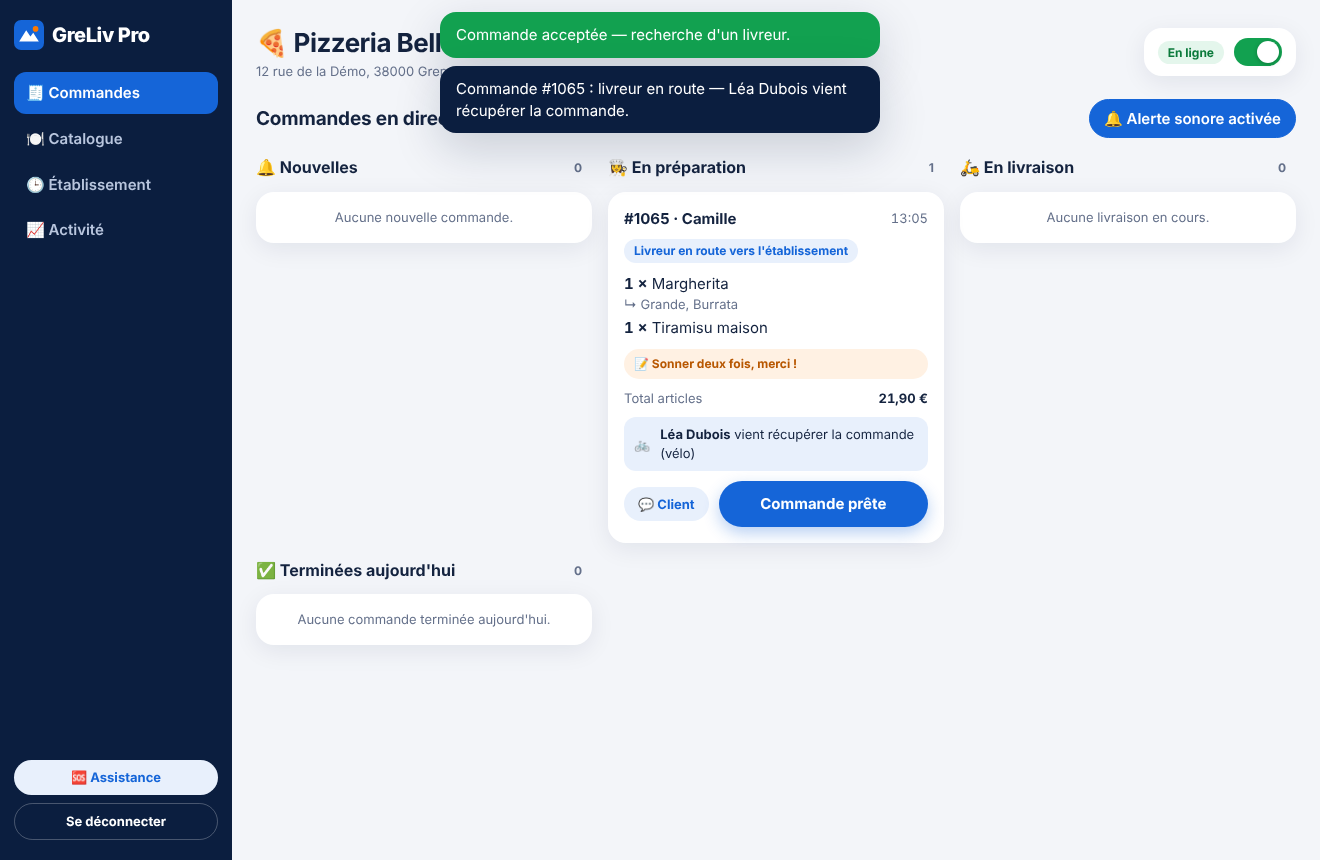 GreLiv Pro
Commandes
Catalogue
Établissement
Activité
Assistance
Se déconnecter
Commande acceptée — recherche d'un livreur.
Commande #1065 : livreur en route — Léa Dubois vient
récupérer la commande.
Pizzeria Bell
12 rue de la Démo, 38000 Gren
En ligne
Commandes en direc
Alerte sonore activée
Nouvelles 0
Aucune nouvelle commande.
En préparation 1
#1065 · Camille 13:05
Livreur en route vers l'établissement
1 × Margherita
↳ Grande, Burrata
1 × Tiramisu maison
Sonner deux fois, merci !
Total articles 21,90 €
Léa Dubois vient récupérer la commande
(vélo)
Client
Commande prête
En livraison 0
Aucune livraison en cours.
Terminées aujourd'hui 0
Aucune commande terminée aujourd'hui.